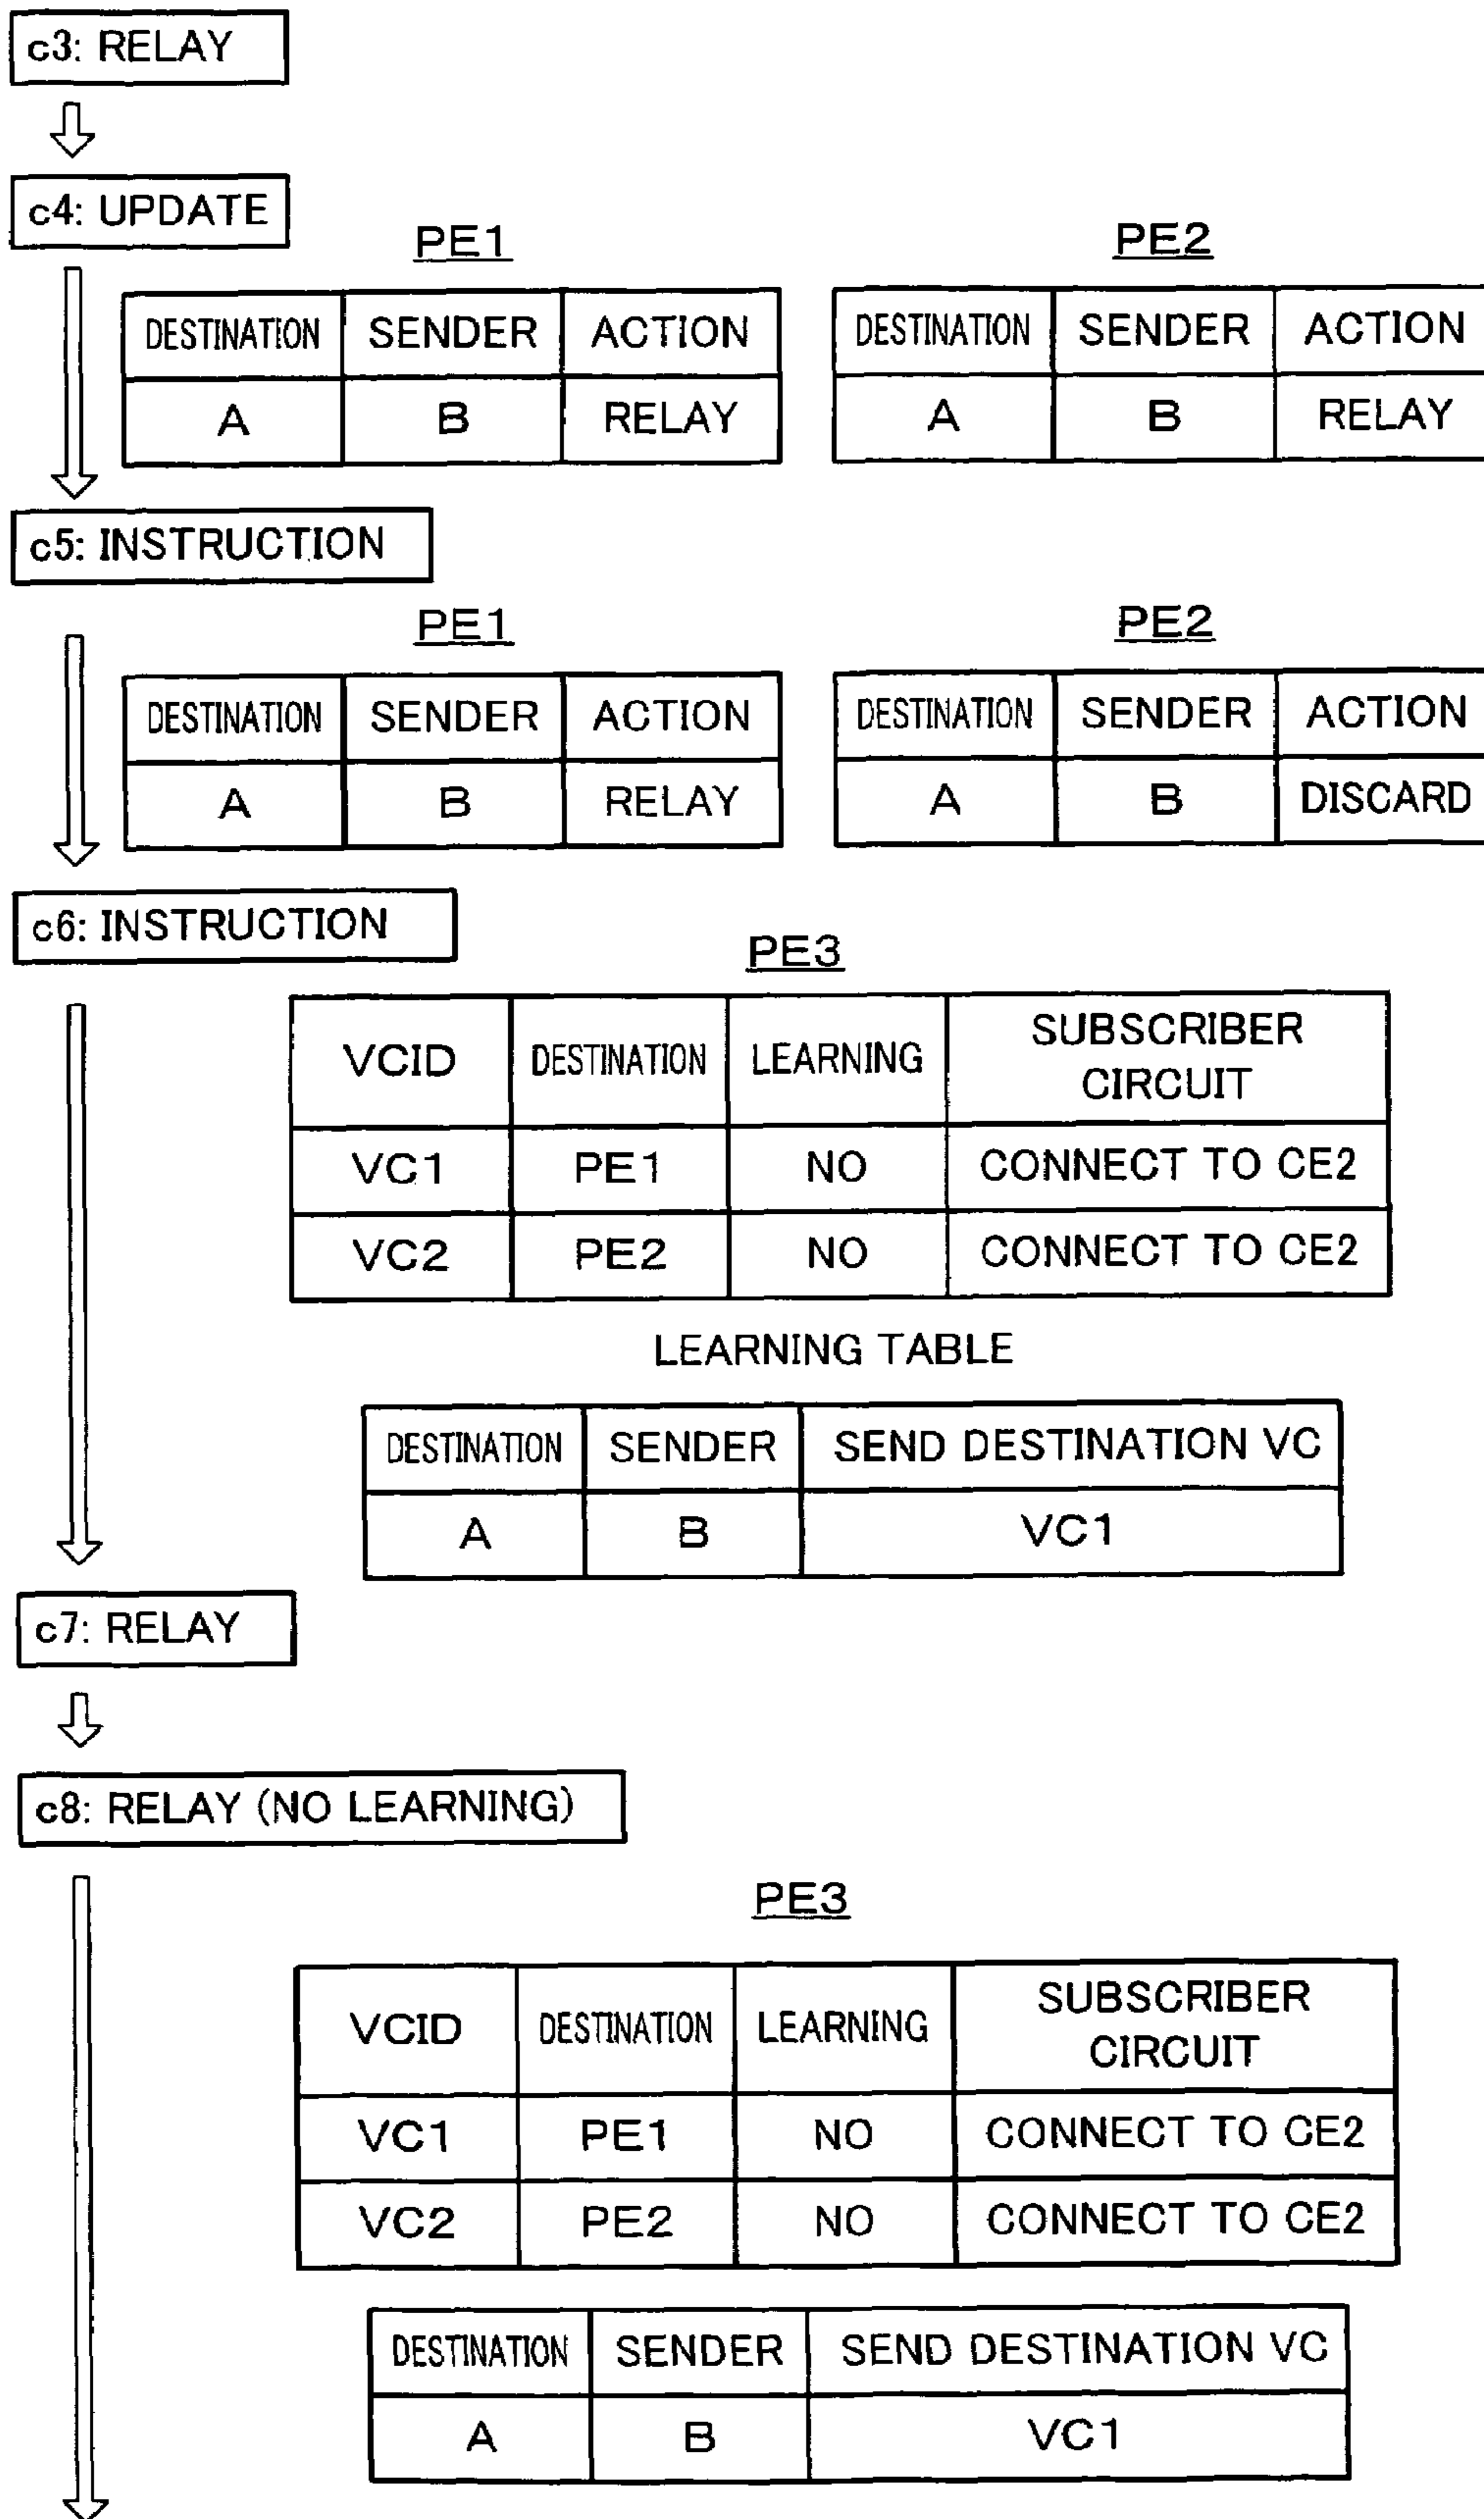 c3: RELAY
c4: UPDATE
PE1
PE2
DESTINATION SENDER ACTION
A B RELAY
DESTINATION SENDER ACTION
A B RELAY
c5: INSTRUCTION
PE1
PE2
DESTINATION SENDER ACTION
A B RELAY
DESTINATION SENDER ACTION
A B DISCARD
c6: INSTRUCTION
PE3
VCID DESTINATION LEARNING SUBSCRIBER
CIRCUIT
VC1 PE1 NO CONNECT TO CE2
VC2 PE2 NO CONNECT TO CE2
LEARNING TABLE
DESTINATION SENDER SEND DESTINATION VC
A B VC1
c7: RELAY
c8: RELAY (NO LEARNING)
PE3
VCID DESTINATION LEARNING SUBSCRIBER
CIRCUIT
VC1 PE1 NO CONNECT TO CE2
VC2 PE2 NO CONNECT TO CE2
DESTINATION SENDER SEND DESTINATION VC
A B VC1